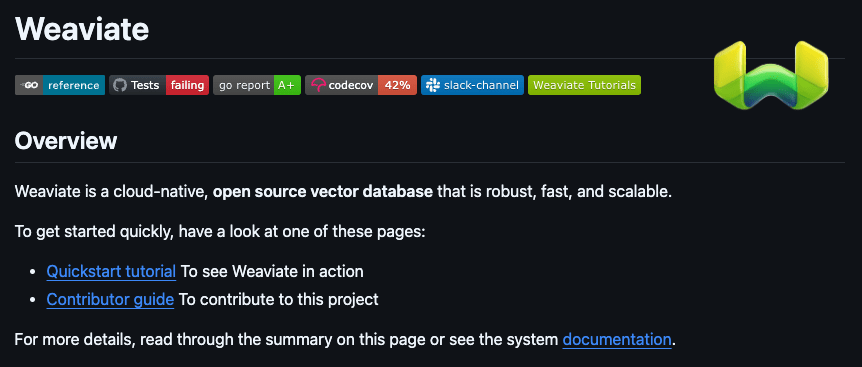 Weaviate
GO reference Tests failing go report A+ codecov 42% slack-channel Weaviate Tutorials
Overview
Weaviate is a cloud-native, open source vector database that is robust, fast, and scalable.
To get started quickly, have a look at one of these pages:
• Quickstart tutorial To see Weaviate in action
• Contributor guide To contribute to this project
For more details, read through the summary on this page or see the system documentation.